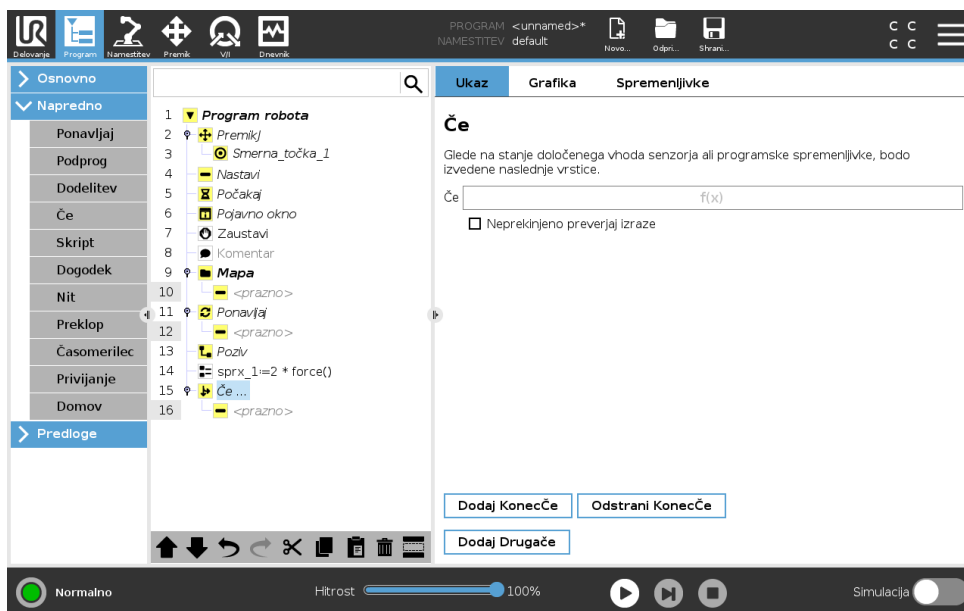 UR
PROGRAM <unnamed>*
NAMESTITEV default
Delovanje Program Namestitev Premik V/I Dnevnik Novo... Odpri... Shrani...
C C
C C
Osnovno
Napredno
Ponavljaj
Podprog
Dodelitev
Če
Skript
Dogodek
Nit
Preklop
Časomerilec
Privijanje
Domov
Predloge
1 Program robota
2 PremikJ
3 Smerna_točka_1
4 Nastavi
5 Počakaj
6 Pojavno okno
7 Zaustavi
8 Komentar
9 Mapa
10 <prazno>
11 Ponavljaj
12 <prazno>
13 Poziv
14 sprx_1:=2 * force()
15 Če ...
16 <prazno>
Ukaz Grafika Spremenljivke
Če
Glede na stanje določenega vhoda senzorja ali programske spremenljivke, bodo
izvedene naslednje vrstice.
Če f(x)
Neprekinjeno preverjaj izraze
Dodaj KonecČe Odstrani KonecČe
Dodaj Drugače
Normalno
Hitrost 100%
Simulacija